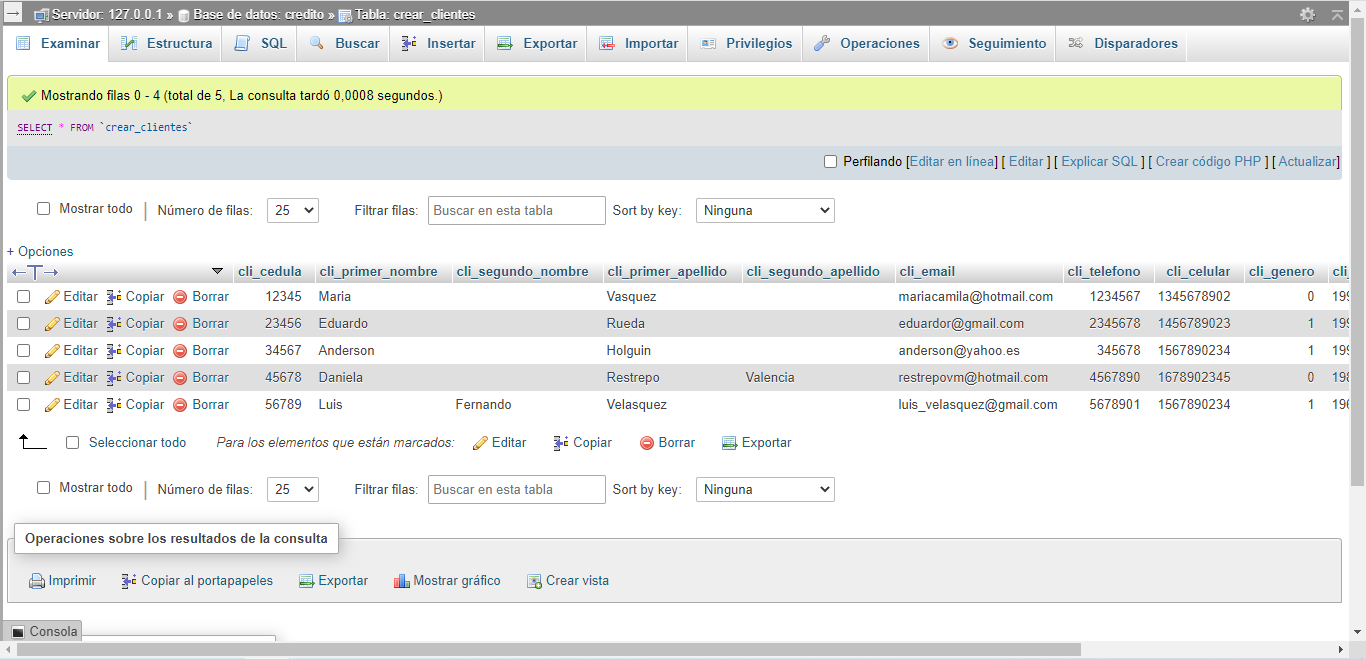 Servidor: 127.0.0.1 » Base de datos: credito » Tabla: crear_clientes
Examinar Estructura SQL Buscar Insertar Exportar Importar Privilegios Operaciones Seguimiento Disparadores
Mostrando filas 0 - 4 (total de 5, La consulta tardó 0,0008 segundos.)
SELECT * FROM `crear_clientes`
Perfilando [Editar en línea] [ Editar ] [ Explicar SQL ] [ Crear código PHP ] [ Actualizar]
Mostrar todo | Número de filas: 25 Filtrar filas: Buscar en esta tabla Sort by key: Ninguna
+ Opciones
←T→ cli_cedula cli_primer_nombre cli_segundo_nombre cli_primer_apellido cli_segundo_apellido cli_email cli_telefono cli_celular cli_genero cli_
Editar Copiar Borrar 12345 Maria Vasquez mariacamila@hotmail.com 1234567 1345678902 0 199
Editar Copiar Borrar 23456 Eduardo Rueda eduardor@gmail.com 2345678 1456789023 1 199
Editar Copiar Borrar 34567 Anderson Holguin anderson@yahoo.es 345678 1567890234 1 199
Editar Copiar Borrar 45678 Daniela Restrepo Valencia restrepovm@hotmail.com 4567890 1678902345 0 198
Editar Copiar Borrar 56789 Luis Fernando Velasquez luis_velasquez@gmail.com 5678901 1567890234 1 196
Seleccionar todo Para los elementos que están marcados: Editar Copiar Borrar Exportar
Mostrar todo | Número de filas: 25 Filtrar filas: Buscar en esta tabla Sort by key: Ninguna
Operaciones sobre los resultados de la consulta
Imprimir Copiar al portapapeles Exportar Mostrar gráfico Crear vista
Consola